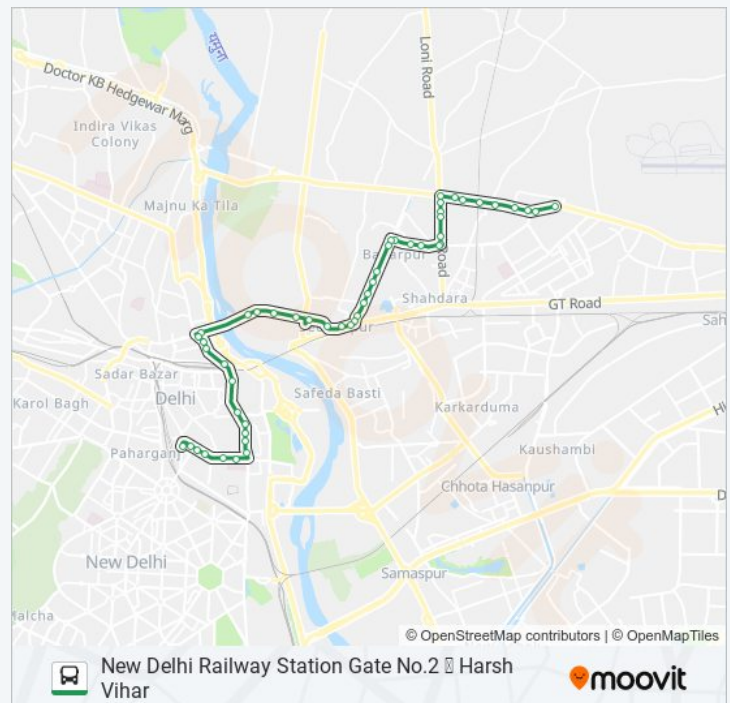 यमुना
Loni Road
Doctor KB Hedgewar Marg
Indira Vikas
Colony
Majnu Ka Tila
Shahdara
GT Road
Sadar Bazar
Karol Bagh
Delhi
Safeda Basti
Karkarduma
Paharganj
Kaushambi
Chhota Hasanpur
New Delhi
Samaspur
© OpenStreetMap contributors | © OpenMapTiles
New Delhi Railway Station Gate No.2 Harsh
Vihar
moovit